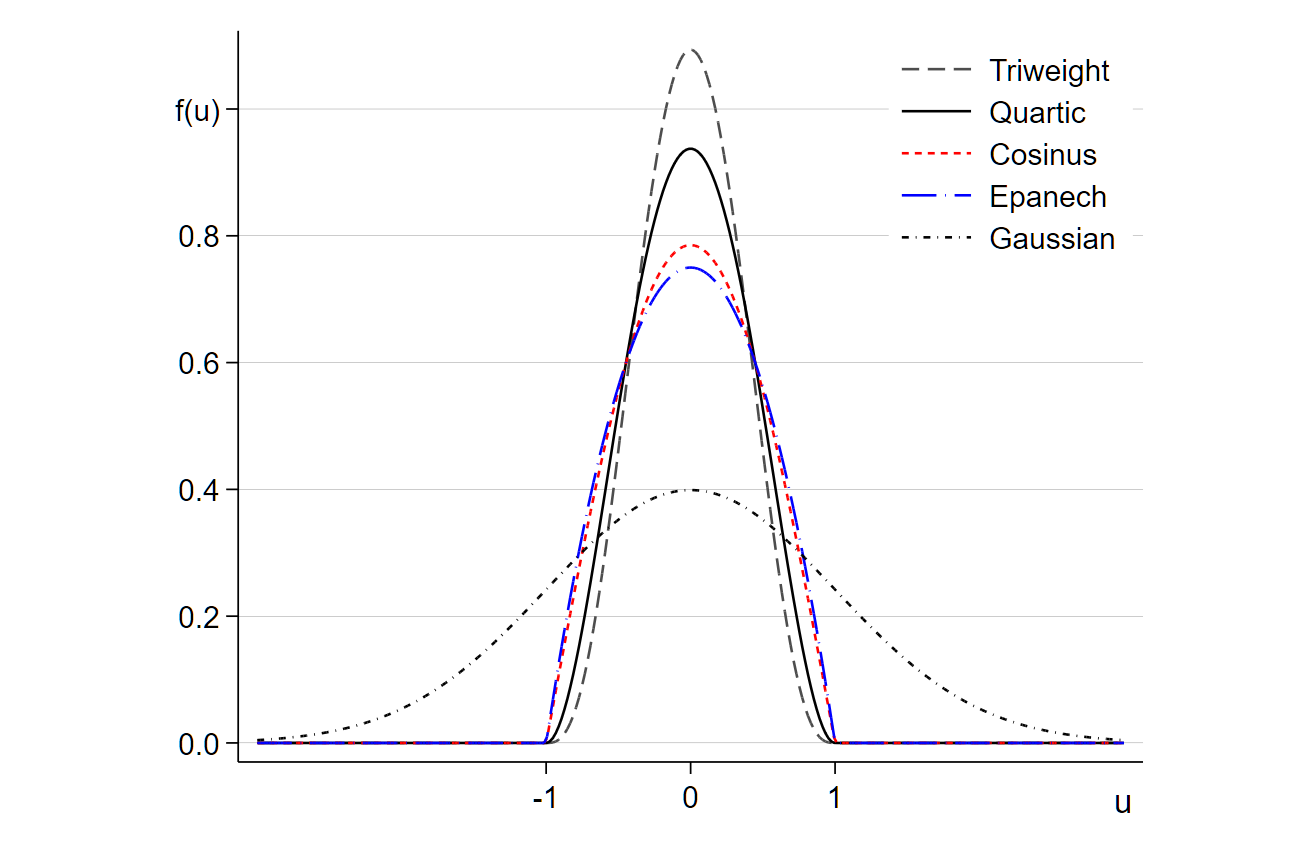 f(u)
0.8
0.6
0.4
0.2
0.0
-1 0 1 u
Triweight
Quartic
Cosinus
Epanech
Gaussian